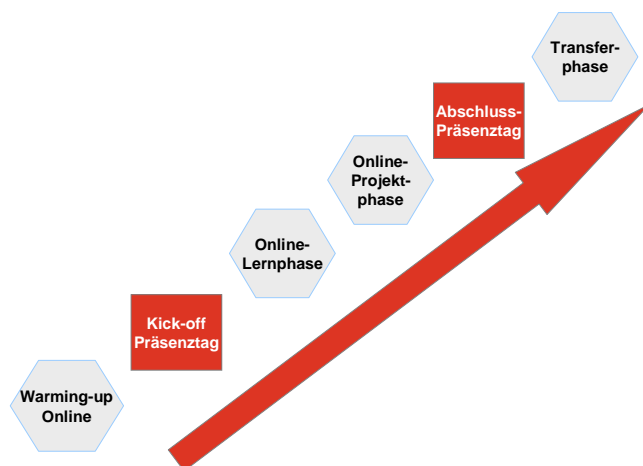 Transfer-
phase
Abschluss-
Präsenztag
Online-
Projekt-
phase
Online-
Lernphase
Kick-off
Präsenztag
Warming-up
Online